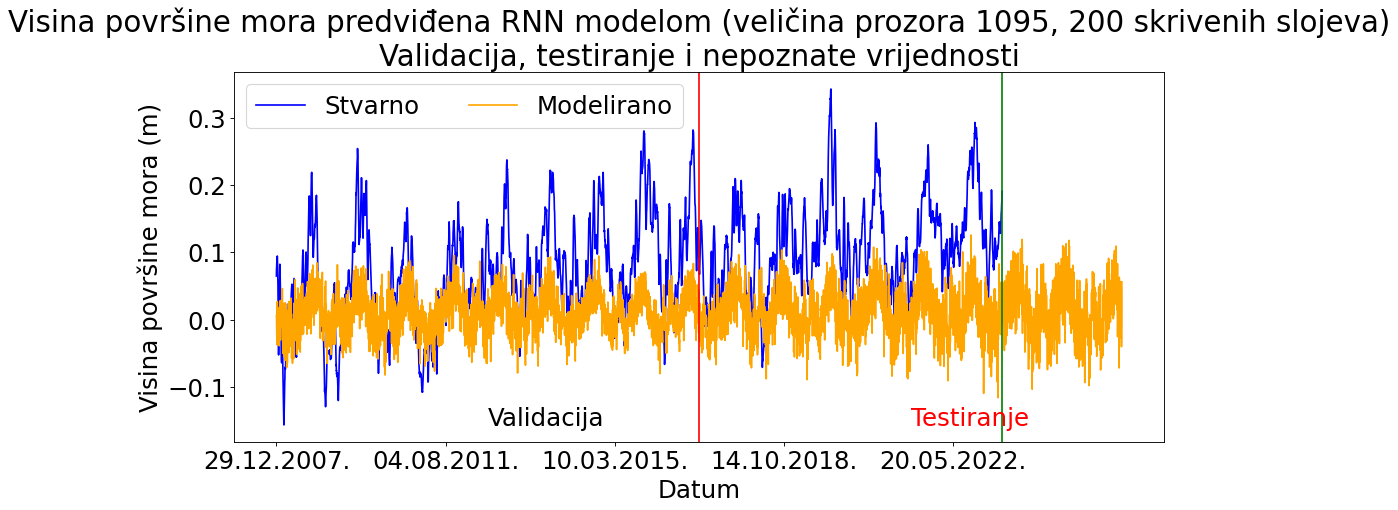 Visina površine mora predviđena RNN modelom (veličina prozora 1095, 200 skrivenih slojeva)
Validacija, testiranje i nepoznate vrijednosti
Stvarno
Modelirano
Visina površine mora (m)
0.3
0.2
0.1
0.0
−0.1
Validacija
Testiranje
29.12.2007.
04.08.2011.
10.03.2015.
14.10.2018.
20.05.2022.
Datum